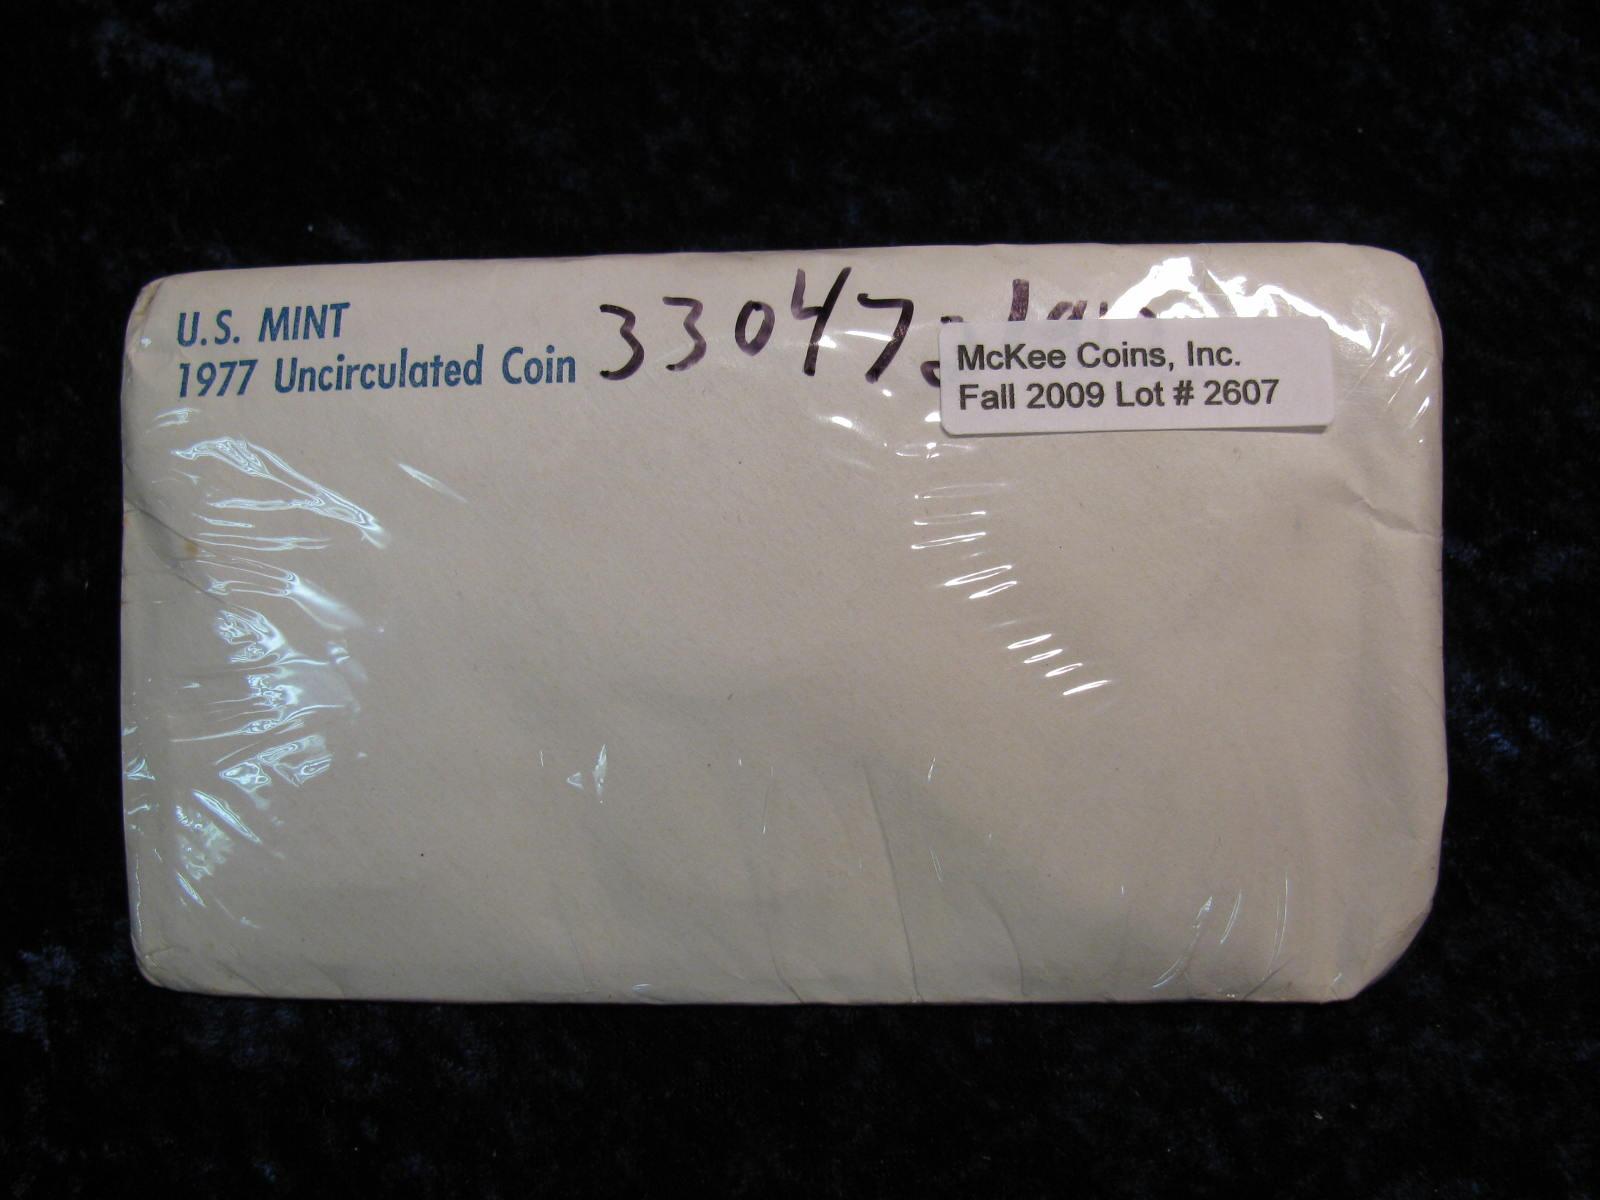 U.S. MINT
1977 Uncirculated Coin
33047
McKee Coins, Inc.
Fall 2009 Lot # 2607